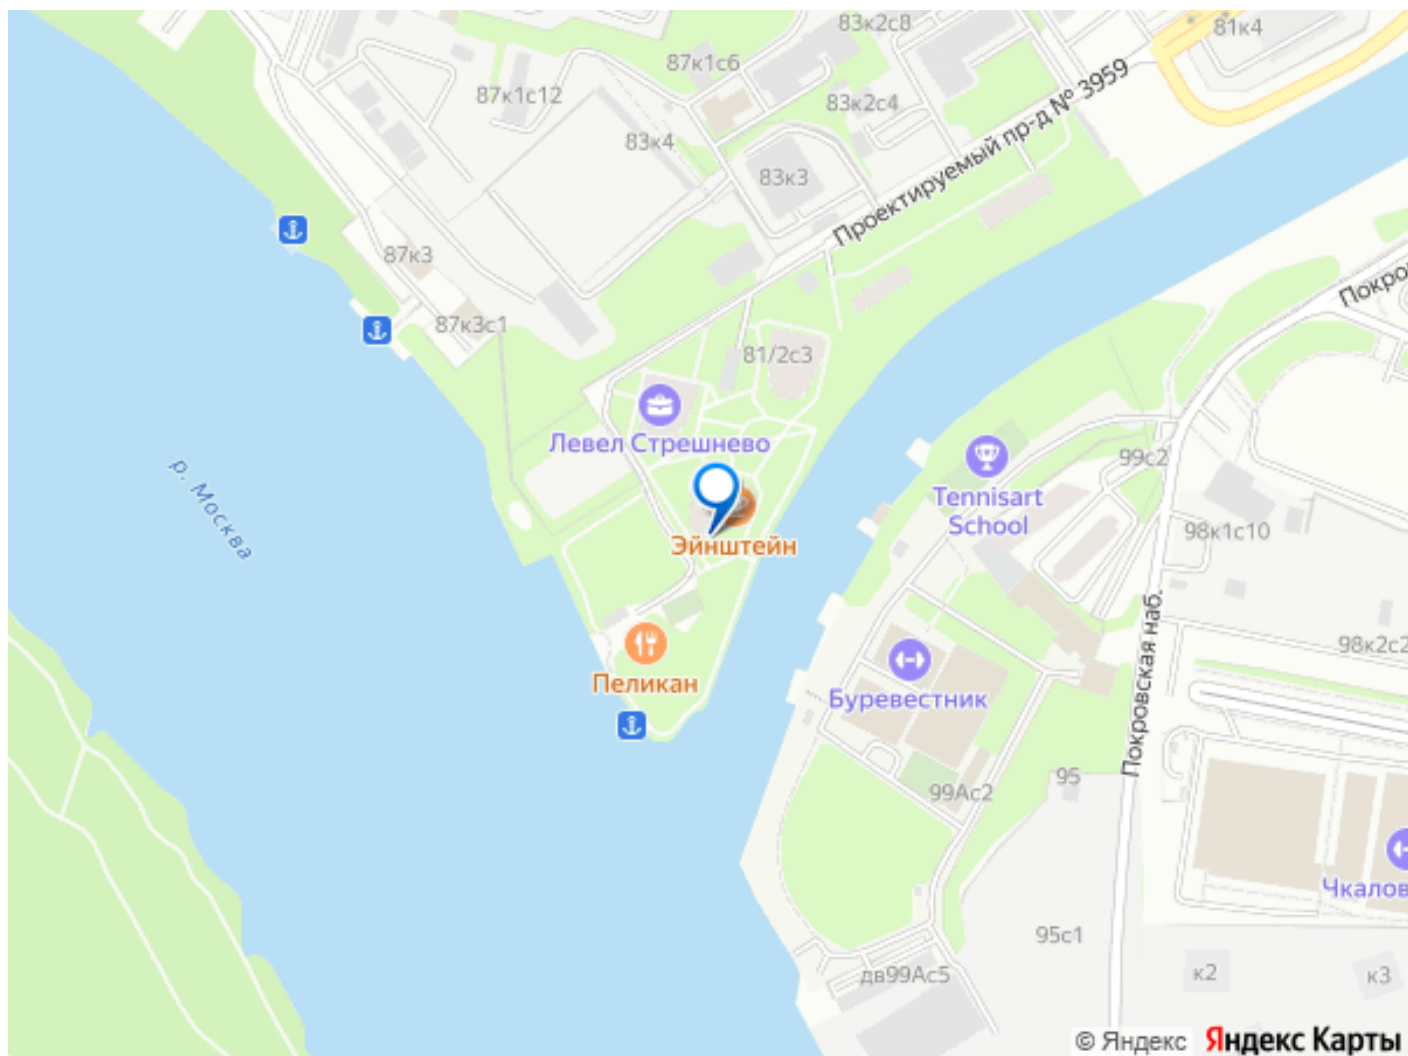 83к2с8
81к4
87к1с6
87к1с12
83к2с4
Проектируемый пр-д № 3959
83к4
83к3
87к3
Покро
87к3с1
81/2с3
Левел Стрешнево
р. Москва
99с2
Tennisart
School
98к1с10
Эйнштейн
Покровская наб.
98к2с2
Пеликан
Буревестник
95
99Ас2
Чкалов
95с1
дв99Ас5
к2
к3
© Яндекс Яндекс Карты